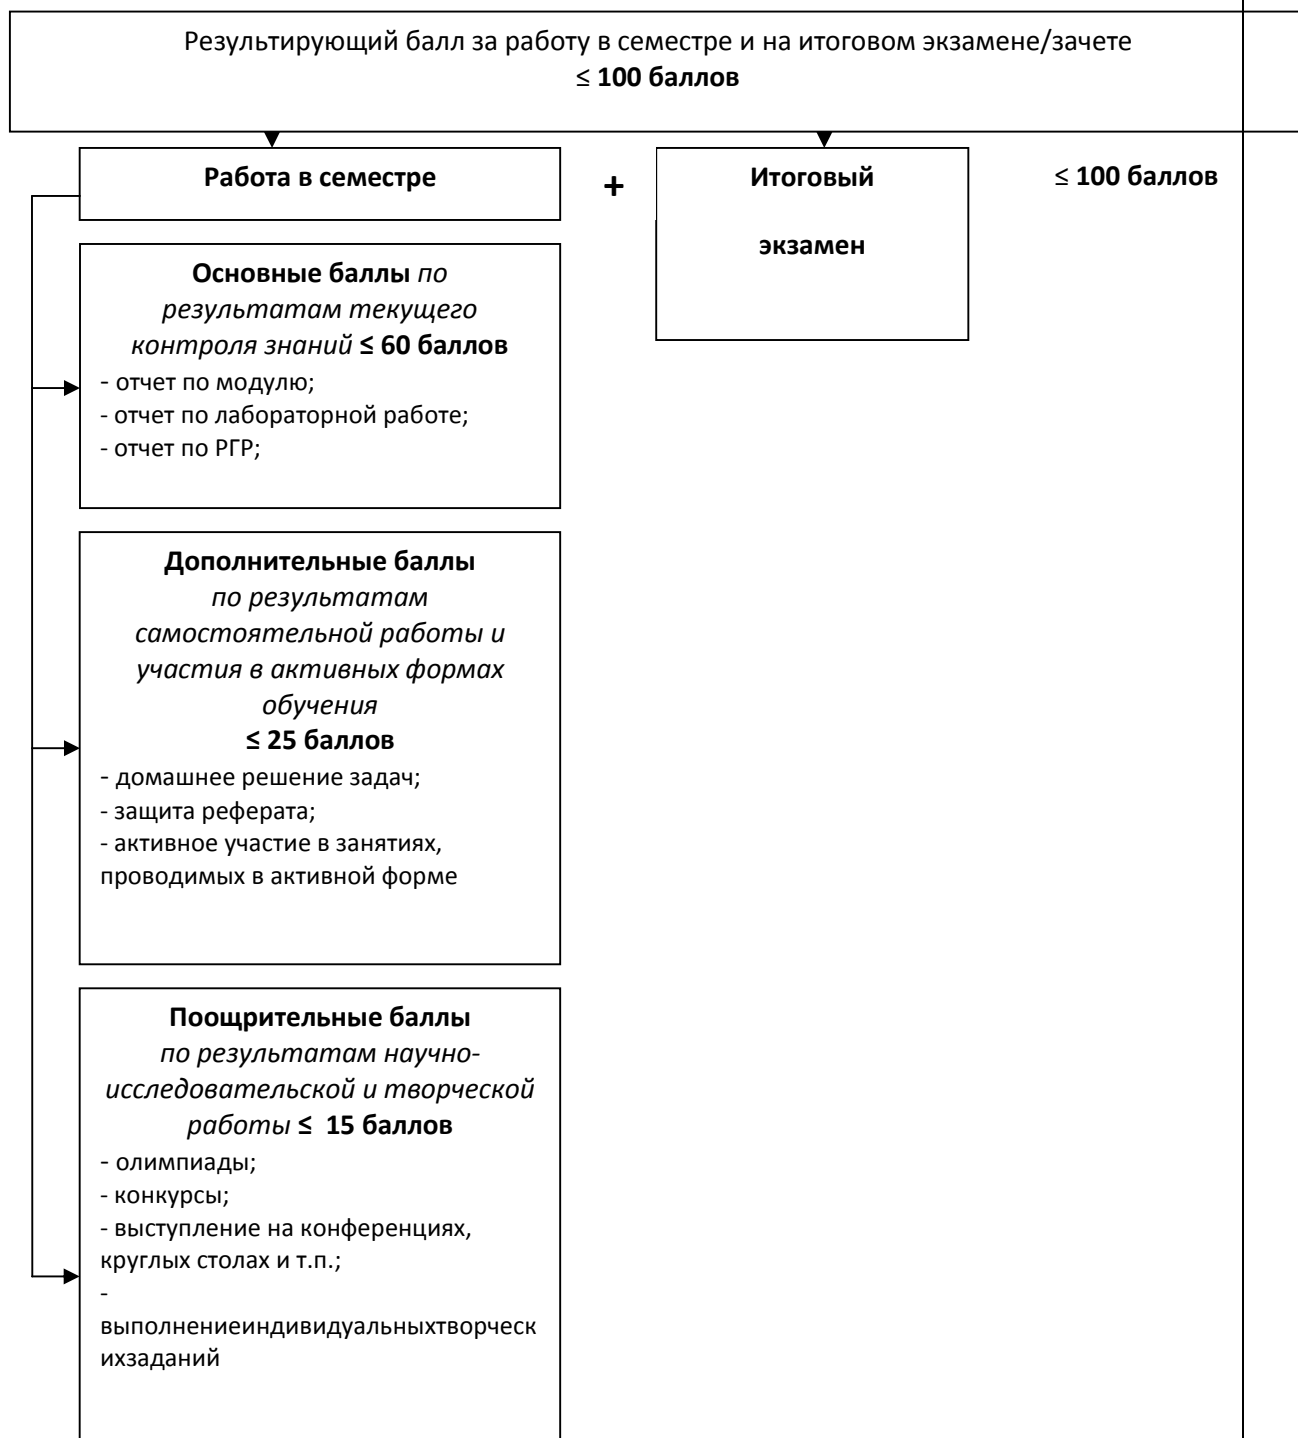 Результирующий балл за работу в семестре и на итоговом экзамене/зачете
≤ 100 баллов
Работа в семестре
+
Итоговый
экзамен
≤ 100 баллов
Основные баллы по
результатам текущего
контроля знаний ≤ 60 баллов
- отчет по модулю;
- отчет по лабораторной работе;
- отчет по РГР;
Дополнительные баллы
по результатам
самостоятельной работы и
участия в активных формах
обучения
≤ 25 баллов
- домашнее решение задач;
- защита реферата;
- активное участие в занятиях,
проводимых в активной форме
Поощрительные баллы
по результатам научно-
исследовательской и творческой
работы ≤  15 баллов
- олимпиады;
- конкурсы;
- выступление на конференциях,
круглых столах и т.п.;
-
выполнениеиндивидуальныхтворческ
ихзаданий